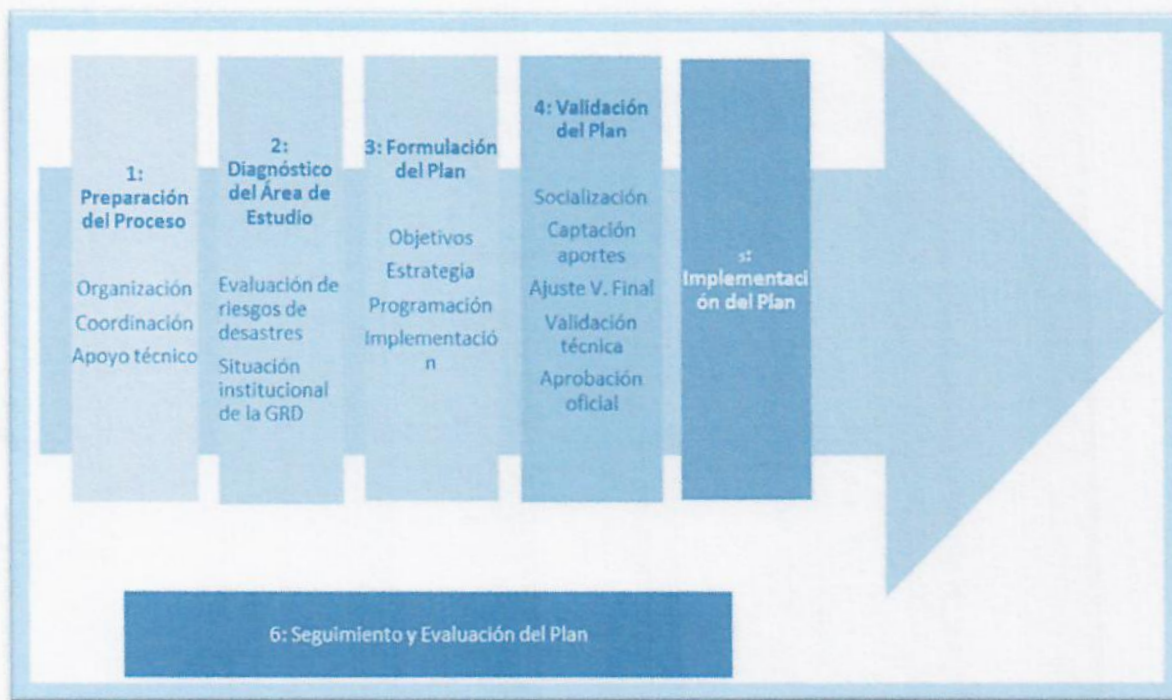 1:
Preparación
del Proceso
Organización
Coordinación
Apoyo técnico
2:
Diagnóstico
del Área de
Estudio
Evaluación de
riesgos de
desastres
Situación
institucional
de la GRD
3: Formulación
del Plan
Objetivos
Estrategia
Programación
Implementació
n
4: Validación
del Plan
Socialización
Captación
aportes
Ajuste V. Final
Validación
técnica
Aprobación
oficial
5:
Implementaci
ón del Plan
6: Seguimiento y Evaluación del Plan